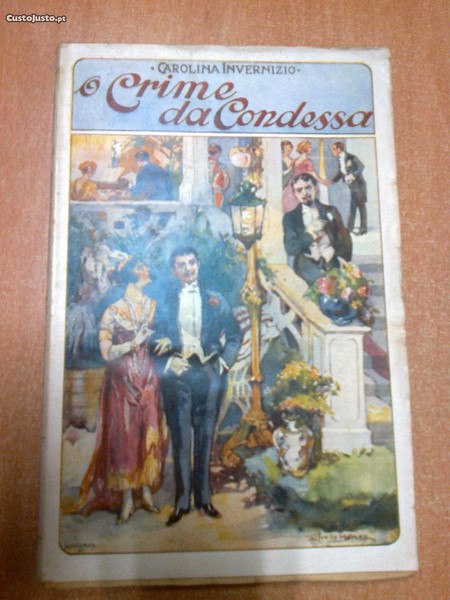 CustoJusto.pt
· CAROLINA INVERNIZIO ·
O Crime
da Condessa